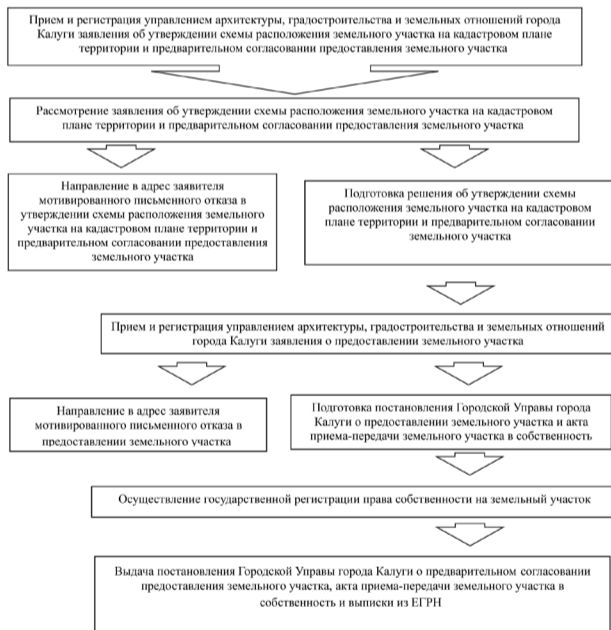 Прием и регистрация управлением архитектуры, градостроительства и земельных отношений города
Калуги заявления об утверждении схемы расположения земельного участка на кадастровом плане
территории и предварительном согласовании предоставления земельного участка
Рассмотрение заявления об утверждении схемы расположения земельного участка на кадастровом
плане территории и предварительном согласовании предоставления земельного участка
Направление в адрес заявителя
мотивированного письменного отказа в
утверждении схемы расположения земельного
участка на кадастровом плане территории и
предварительном согласовании предоставления
земельного участка
Подготовка решения об утверждении схемы
расположения земельного участка на кадастровом
плане территории и предварительном согласовании
земельного участка
Прием и регистрация управлением архитектуры, градостроительства и земельных отношений
города Калуги заявления о предоставлении земельного участка
Направление в адрес заявителя
мотивированного письменного отказа в
предоставлении земельного участка
Подготовка постановления Городской Управы города
Калуги о предоставлении земельного участка и акта
приема-передачи земельного участка в собственность
Осуществление государственной регистрации права собственности на земельный участок
Выдача постановления Городской Управы города Калуги о предварительном согласовании
предоставления земельного участка, акта приема-передачи земельного участка в
собственность и выписки из ЕГРН